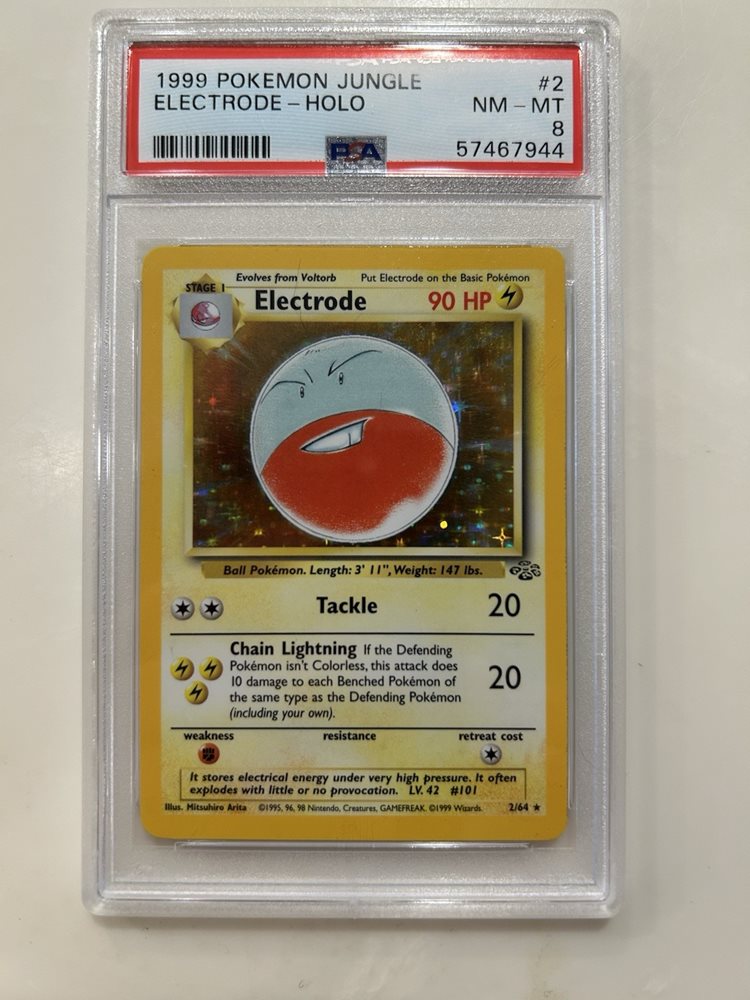 1999 POKEMON JUNGLE #2
ELECTRODE - HOLO NM - MT
8
PSA 57467944
Evolves from Voltorb Put Electrode on the Basic Pokémon
STAGE 1
Electrode 90 HP
Ball Pokémon. Length: 3' 11", Weight: 147 lbs.
Tackle 20
Chain Lightning If the Defending
Pokémon isn't Colorless, this attack does
10 damage to each Benched Pokémon of
the same type as the Defending Pokémon
(including your own).
20
weakness resistance retreat cost
It stores electrical energy under very high pressure. It often
explodes with little or no provocation. LV. 42 #101
Illus. Mitsuhiro Arita ©1995, 96, 98 Nintendo, Creatures, GAMEFREAK. ©1999 Wizards. 2/64 ★